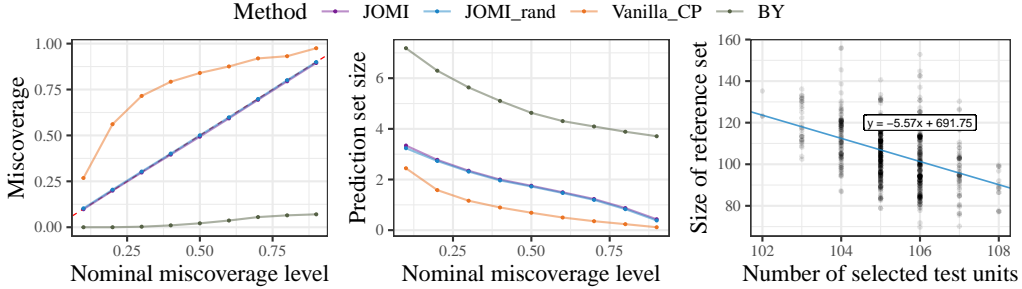 Method JOMI JOMI_rand Vanilla_CP BY
Miscoverage
1.00
0.75
0.50
0.25
0.00
0.25 0.50 0.75
Nominal miscoverage level
Prediction set size
6
4
2
0
0.25 0.50 0.75
Nominal miscoverage level
Size of reference set
160
140
120
100
80
y = −5.57x + 691.75
102 104 106 108
Number of selected test units